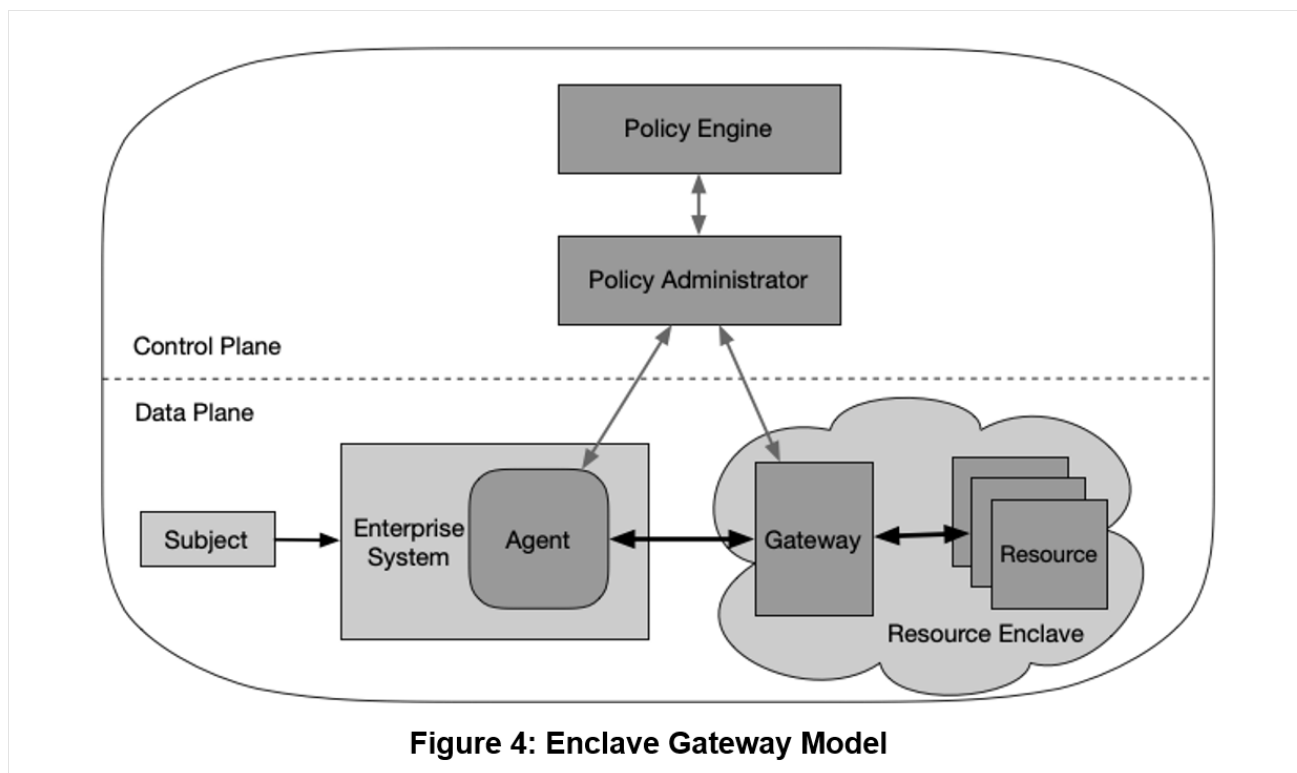 Policy Engine
Policy Administrator
Control Plane
Data Plane
Subject
Enterprise
System
Agent
Gateway
Resource
Resource Enclave
Figure 4: Enclave Gateway Model